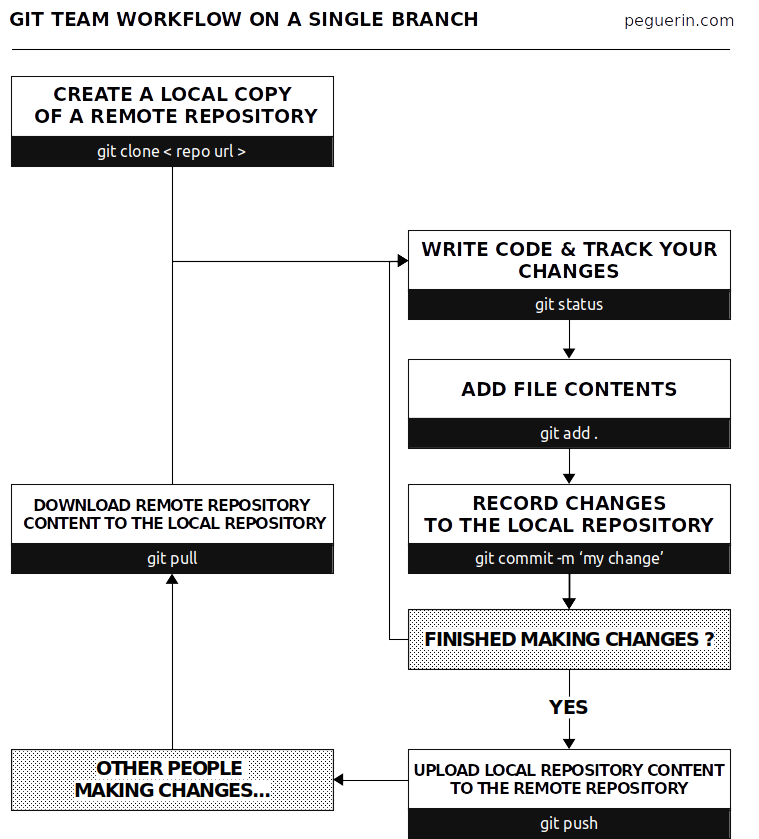 GIT TEAM WORKFLOW ON A SINGLE BRANCH
peguerin.com
CREATE A LOCAL COPY
OF A REMOTE REPOSITORY
git clone < repo url >
WRITE CODE & TRACK YOUR
CHANGES
git status
ADD FILE CONTENTS
git add .
DOWNLOAD REMOTE REPOSITORY
CONTENT TO THE LOCAL REPOSITORY
git pull
RECORD CHANGES
TO THE LOCAL REPOSITORY
git commit -m ‘my change’
FINISHED MAKING CHANGES ?
YES
OTHER PEOPLE
MAKING CHANGES...
UPLOAD LOCAL REPOSITORY CONTENT
TO THE REMOTE REPOSITORY
git push